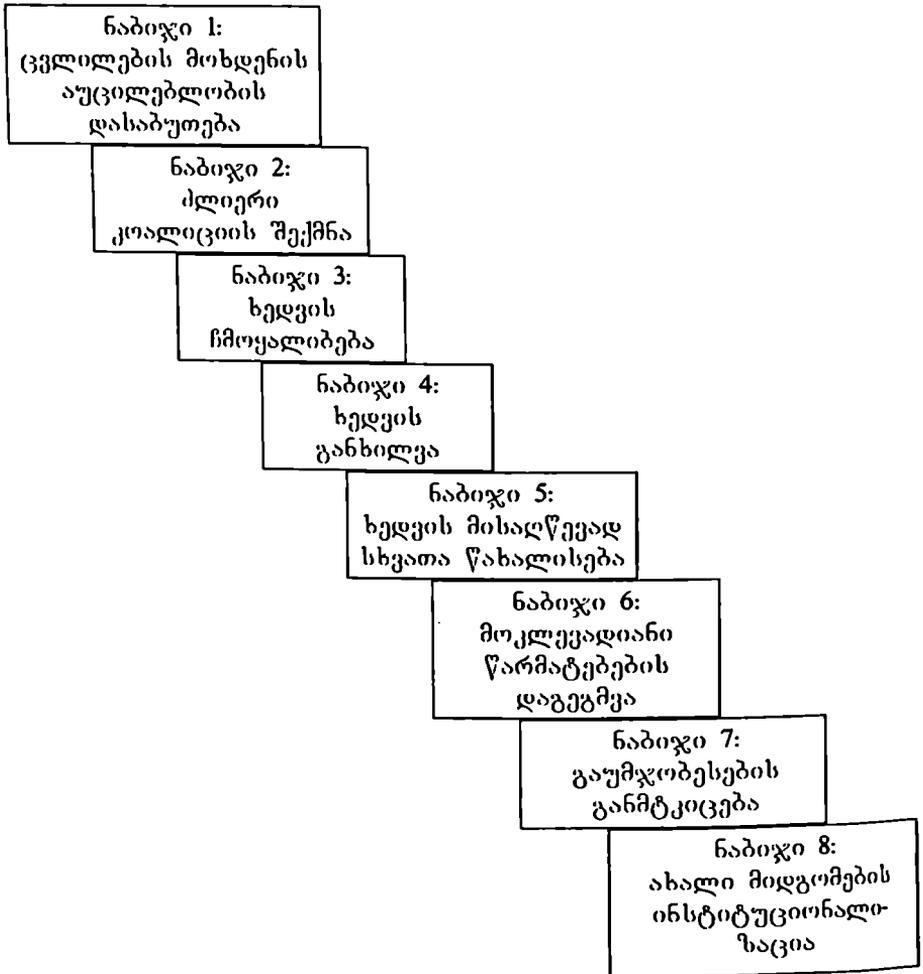 ნაბიჯი 1:
ცვლილების მოხდენის
აუცილებლობის
დასაბუთება
ნაბიჯი 2:
ძლიერი
კოალიციის შექმნა
ნაბიჯი 3:
ხედვის
ჩმოყალიბება
ნაბიჯი 4:
ხედვის
განხილვა
ნაბიჯი 5:
ხედვის მისაღწევად
სხვათა წახალისება
ნაბიჯი 6:
მოკლევადიანი
წარმატებების
დაგეგმვა
ნაბიჯი 7:
გაუმჯობესების
განმტკიცება
ნაბიჯი 8:
ახალი მიდგომების
ინსტიტუციონალი-
ზაცია